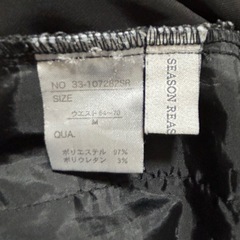 NO 33-107282SR
SIZE
ウエスト64～70
M
QUA.
ポリエステル 97%
ポリウレタン 3%
SEASON REAS